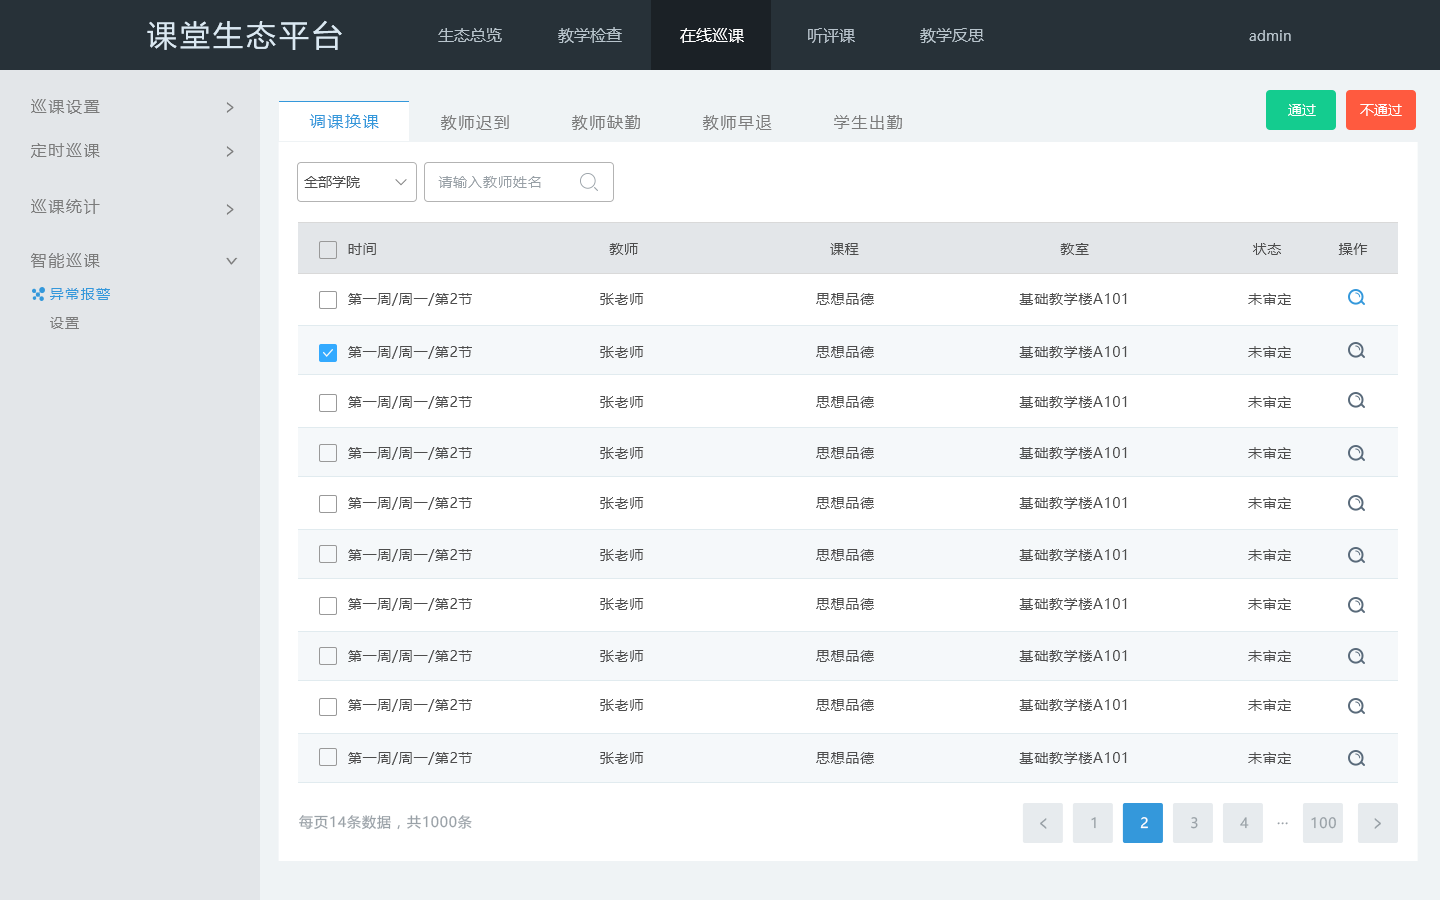 课堂生态平台 生态总览 教学检查 在线巡课 听评课 教学反思 admin
巡课设置
定时巡课
巡课统计
智能巡课
异常报警
设置
调课换课 教师迟到 教师缺勤 教师早退 学生出勤 通过 不通过
全部学院 请输入教师姓名
时间 教师 课程 教室 状态 操作
第一周/周一/第2节 张老师 思想品德 基础教学楼A101 未审定
第一周/周一/第2节 张老师 思想品德 基础教学楼A101 未审定
第一周/周一/第2节 张老师 思想品德 基础教学楼A101 未审定
第一周/周一/第2节 张老师 思想品德 基础教学楼A101 未审定
第一周/周一/第2节 张老师 思想品德 基础教学楼A101 未审定
第一周/周一/第2节 张老师 思想品德 基础教学楼A101 未审定
第一周/周一/第2节 张老师 思想品德 基础教学楼A101 未审定
第一周/周一/第2节 张老师 思想品德 基础教学楼A101 未审定
第一周/周一/第2节 张老师 思想品德 基础教学楼A101 未审定
第一周/周一/第2节 张老师 思想品德 基础教学楼A101 未审定
每页14条数据，共1000条 < 1 2 3 4 ··· 100 >